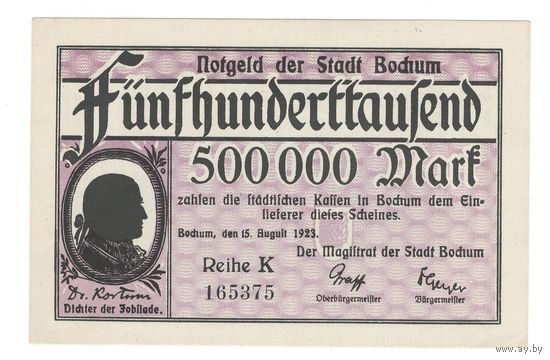 Notgeld der Stadt Bochum
Fünfhunderttauſend
500 000 Mark
zahlen die ſtädtiſchen Kaſſen in Bochum dem Ein-
lieferer dieſes Scheines.
Bochum, den 15. Auguſt 1923.
Der Magiſtrat der Stadt Bochum
Reihe K
165375
Graff
Geyer
Oberbürgermeiſter
Bürgermeiſter
Dr. Kortum
Dichter der Jobſiade.
www.ay.by